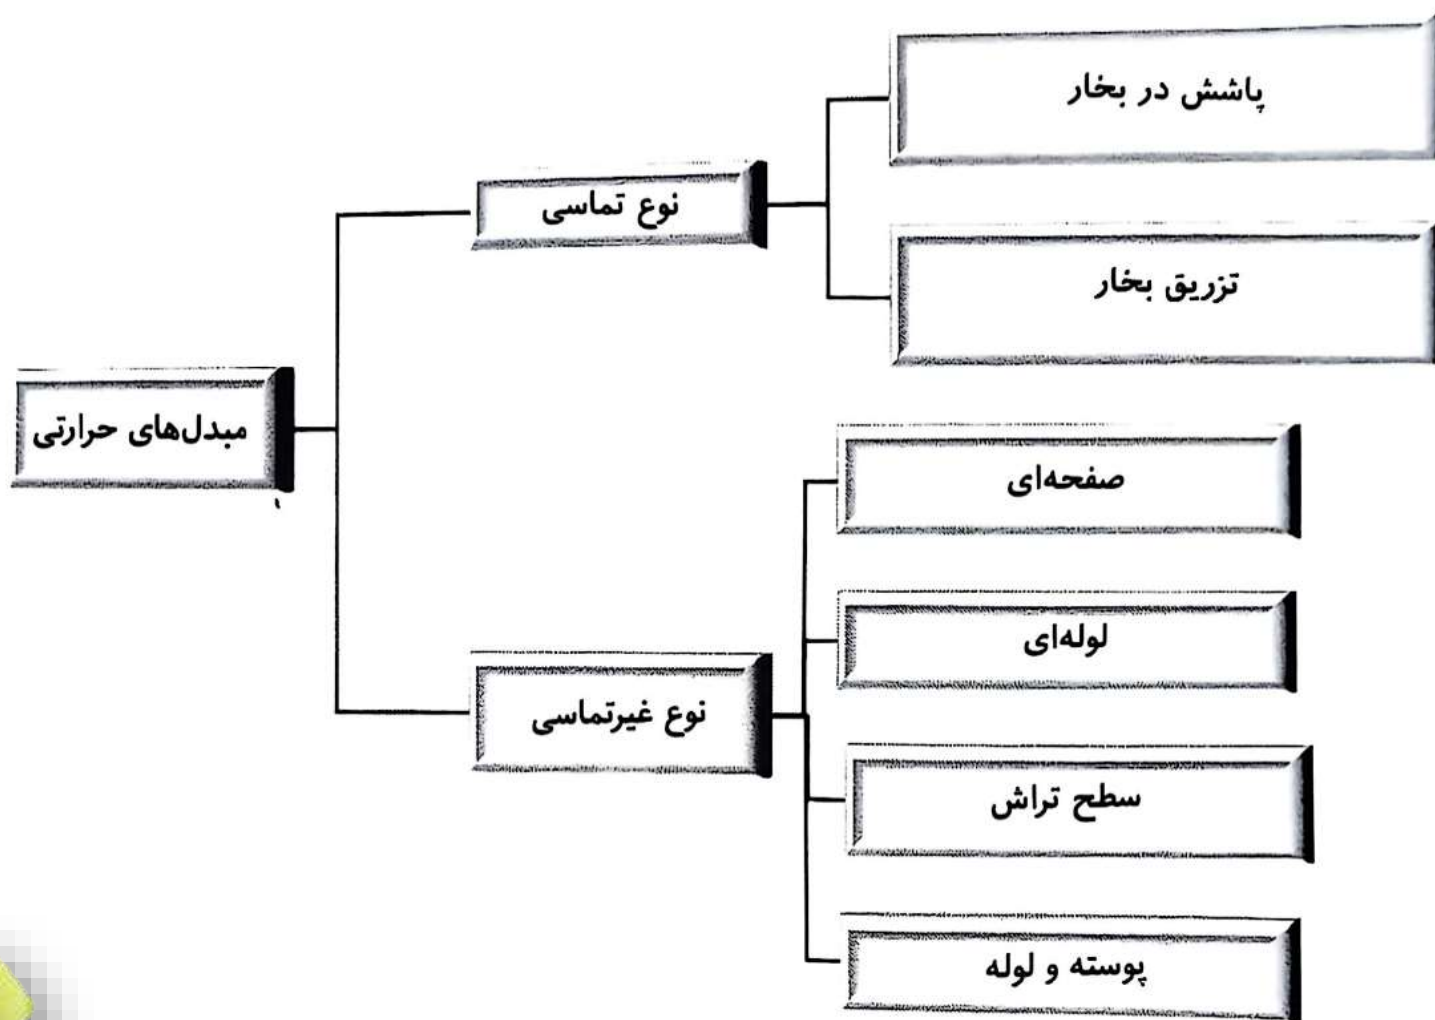 مبدل‌های حرارتی
نوع تماسی
پاشش در بخار
تزریق بخار
نوع غیرتماسی
صفحه‌ای
لوله‌ای
سطح تراش
پوسته و لوله